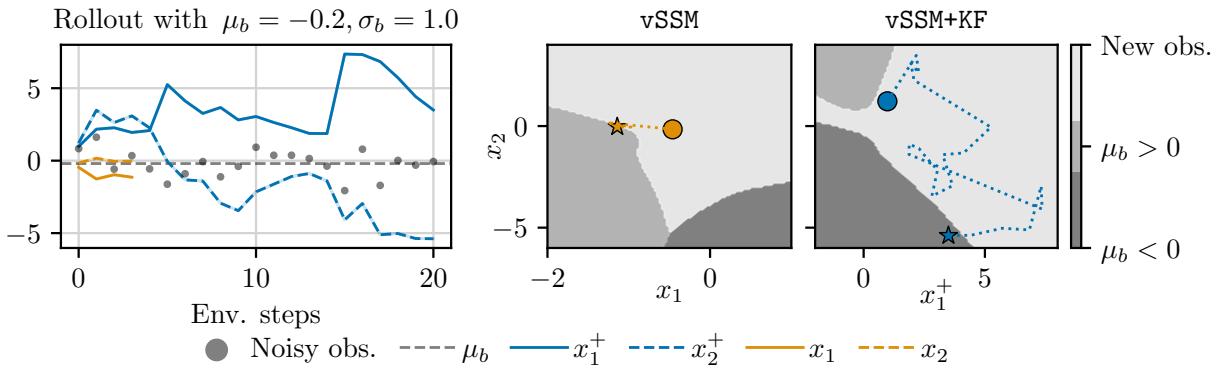 Rollout with μ_b = −0.2, σ_b = 1.0
vSSM
vSSM+KF
5
0
−5
0
10
20
Env. steps
x_2
0
−5
−2
0
x_1
5
x_1^+
New obs.
μ_b > 0
μ_b < 0
Noisy obs. μ_b x_1^+ x_2^+ x_1 x_2